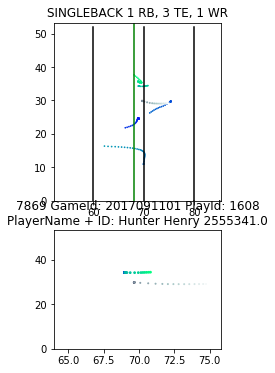 SINGLEBACK 1 RB, 3 TE, 1 WR
50
40
30
20
10
0
60 70 80
7869 GameId: 2017091101 PlayId: 1608
PlayerName + ID: Hunter Henry 2555341.0
40
20
0
65.0 67.5 70.0 72.5 75.0